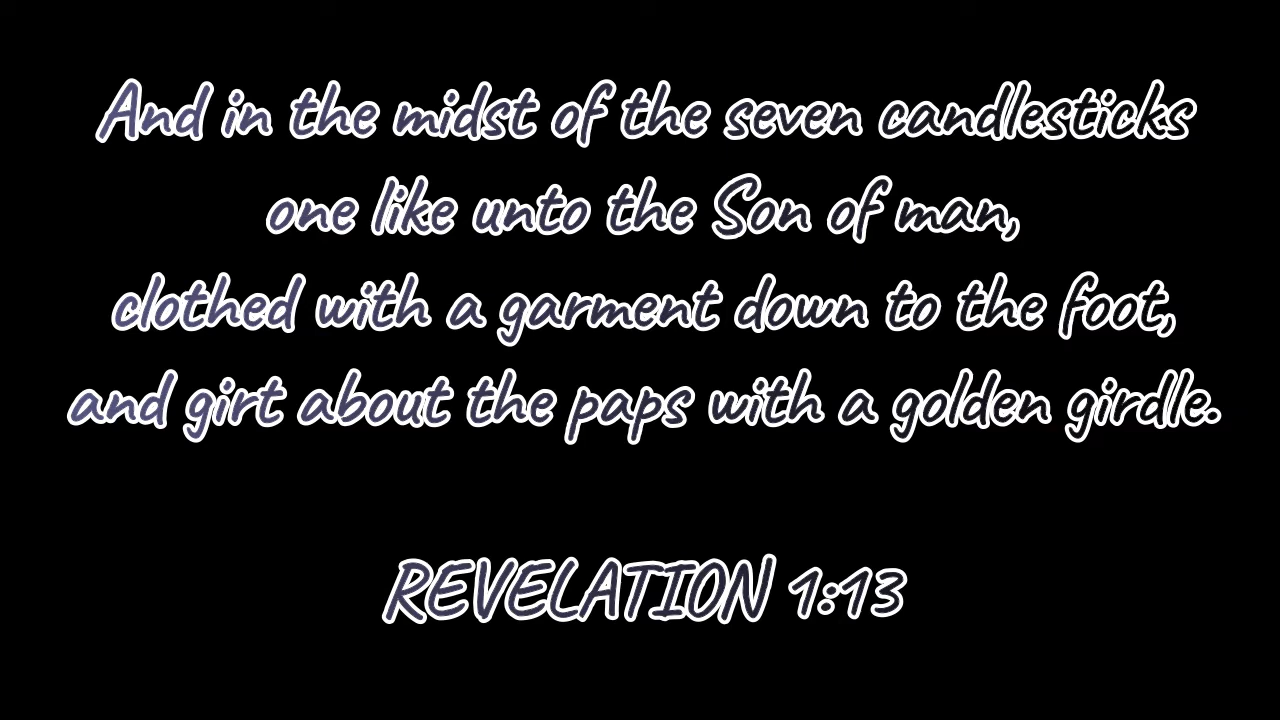 And in the midst of the seven candlesticks
one like unto the Son of man,
clothed with a garment down to the foot,
and girt about the paps with a golden girdle.
REVELATION 1:13